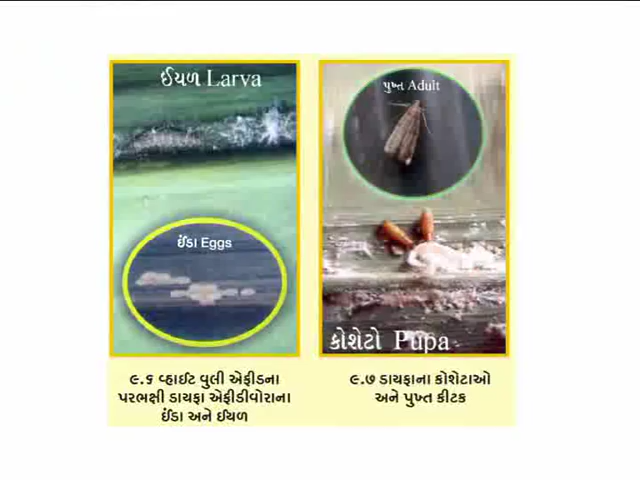 ઈયળ Larva
ઈંડા Eggs
૯.૬ વ્હાઈટ વુલી એફીડના
પરભક્ષી ડાયફા એફીડીવોરાના
ઈંડા અને ઈયળ
પુખ્ત Adult
કોશેટો Pupa
૯.૭ ડાયફાના કોશેટાઓ
અને પુખ્ત કીટક